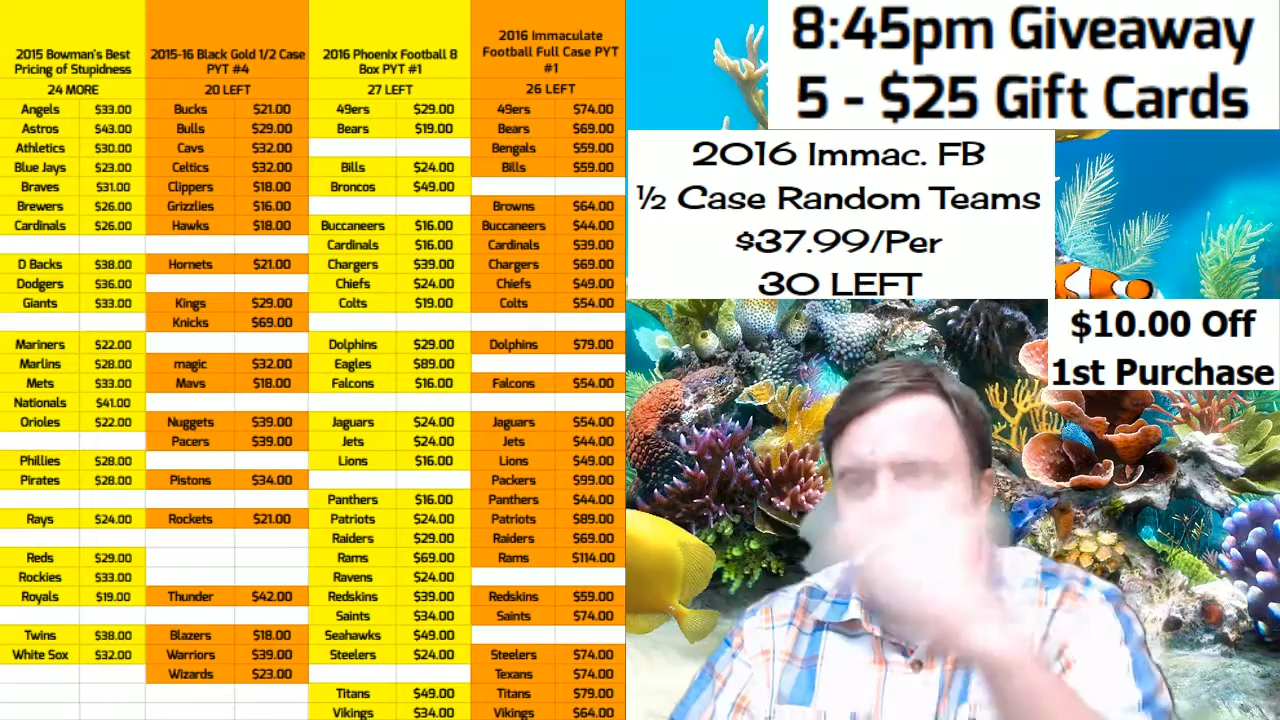 2015 Bowman's Best
Pricing of Stupidness
24 MORE
Angels $33.00
Astros $43.00
Athletics $30.00
Blue Jays $23.00
Braves $31.00
Brewers $26.00
Cardinals $26.00
D Backs $38.00
Dodgers $36.00
Giants $33.00
Mariners $22.00
Marlins $28.00
Mets $33.00
Nationals $41.00
Orioles $22.00
Phillies $28.00
Pirates $28.00
Rays $24.00
Reds $29.00
Rockies $33.00
Royals $19.00
Twins $38.00
White Sox $32.00
2015-16 Black Gold 1/2 Case
PYT #4
20 LEFT
Bucks $21.00
Bulls $29.00
Cavs $32.00
Celtics $32.00
Clippers $18.00
Grizzlies $16.00
Hawks $18.00
Hornets $21.00
Kings $29.00
Knicks $69.00
magic $32.00
Mavs $18.00
Nuggets $39.00
Pacers $39.00
Pistons $34.00
Rockets $21.00
Thunder $42.00
Blazers $18.00
Warriors $39.00
Wizards $23.00
2016 Phoenix Football 8
Box PYT #1
27 LEFT
49ers $29.00
Bears $19.00
Bills $24.00
Broncos $49.00
Buccaneers $16.00
Cardinals $16.00
Chargers $39.00
Chiefs $24.00
Colts $19.00
Dolphins $29.00
Eagles $89.00
Falcons $16.00
Jaguars $24.00
Jets $24.00
Lions $16.00
Panthers $16.00
Patriots $24.00
Raiders $29.00
Rams $69.00
Ravens $24.00
Redskins $39.00
Saints $34.00
Seahawks $49.00
Steelers $24.00
Titans $49.00
Vikings $34.00
2016 Immaculate
Football Full Case PYT
#1
26 LEFT
49ers $74.00
Bears $69.00
Bengals $59.00
Bills $59.00
Browns $64.00
Buccaneers $44.00
Cardinals $39.00
Chargers $69.00
Chiefs $49.00
Colts $54.00
Dolphins $79.00
Falcons $54.00
Jaguars $54.00
Jets $44.00
Lions $49.00
Packers $99.00
Panthers $44.00
Patriots $89.00
Raiders $69.00
Rams $114.00
Redskins $59.00
Saints $74.00
Steelers $74.00
Texans $74.00
Titans $79.00
Vikings $64.00
8:45pm Giveaway
5 - $25 Gift Cards
2016 Immac. FB
½ Case Random Teams
$37.99/Per
30 LEFT
$10.00 Off
1st Purchase